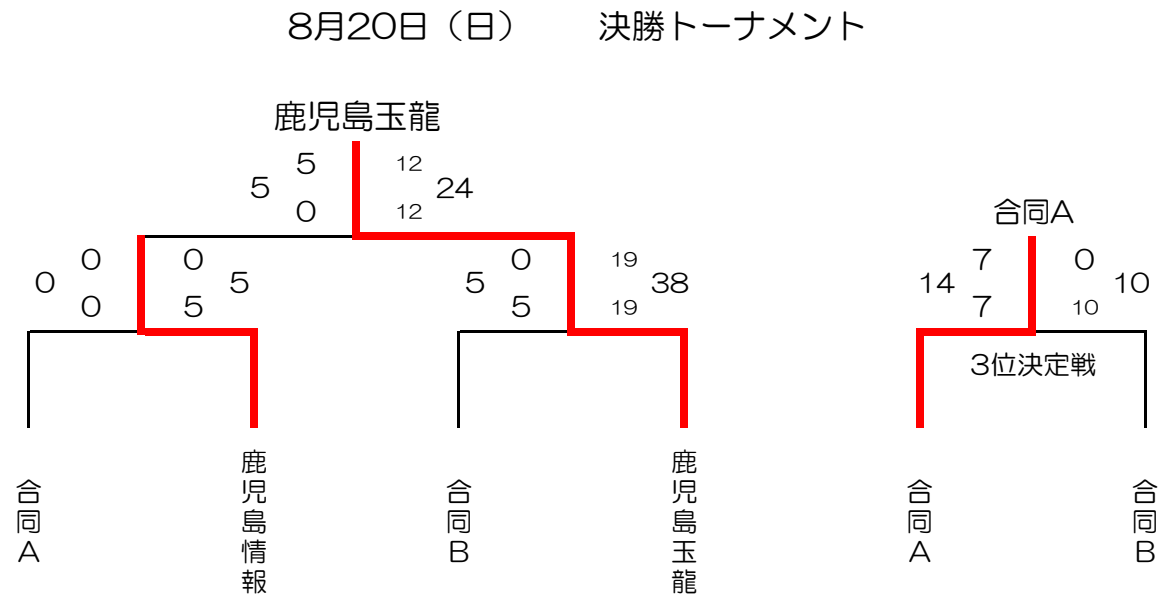 8月20日（日）　決勝トーナメント
鹿児島玉龍
5 12
5 24
0 12
合同A
0 0 0 19 7 0
0 5 5 38 14 10
0 5 5 19 7 10
3位決定戦
合同A
鹿児島情報
合同B
鹿児島玉龍
合同A
合同B